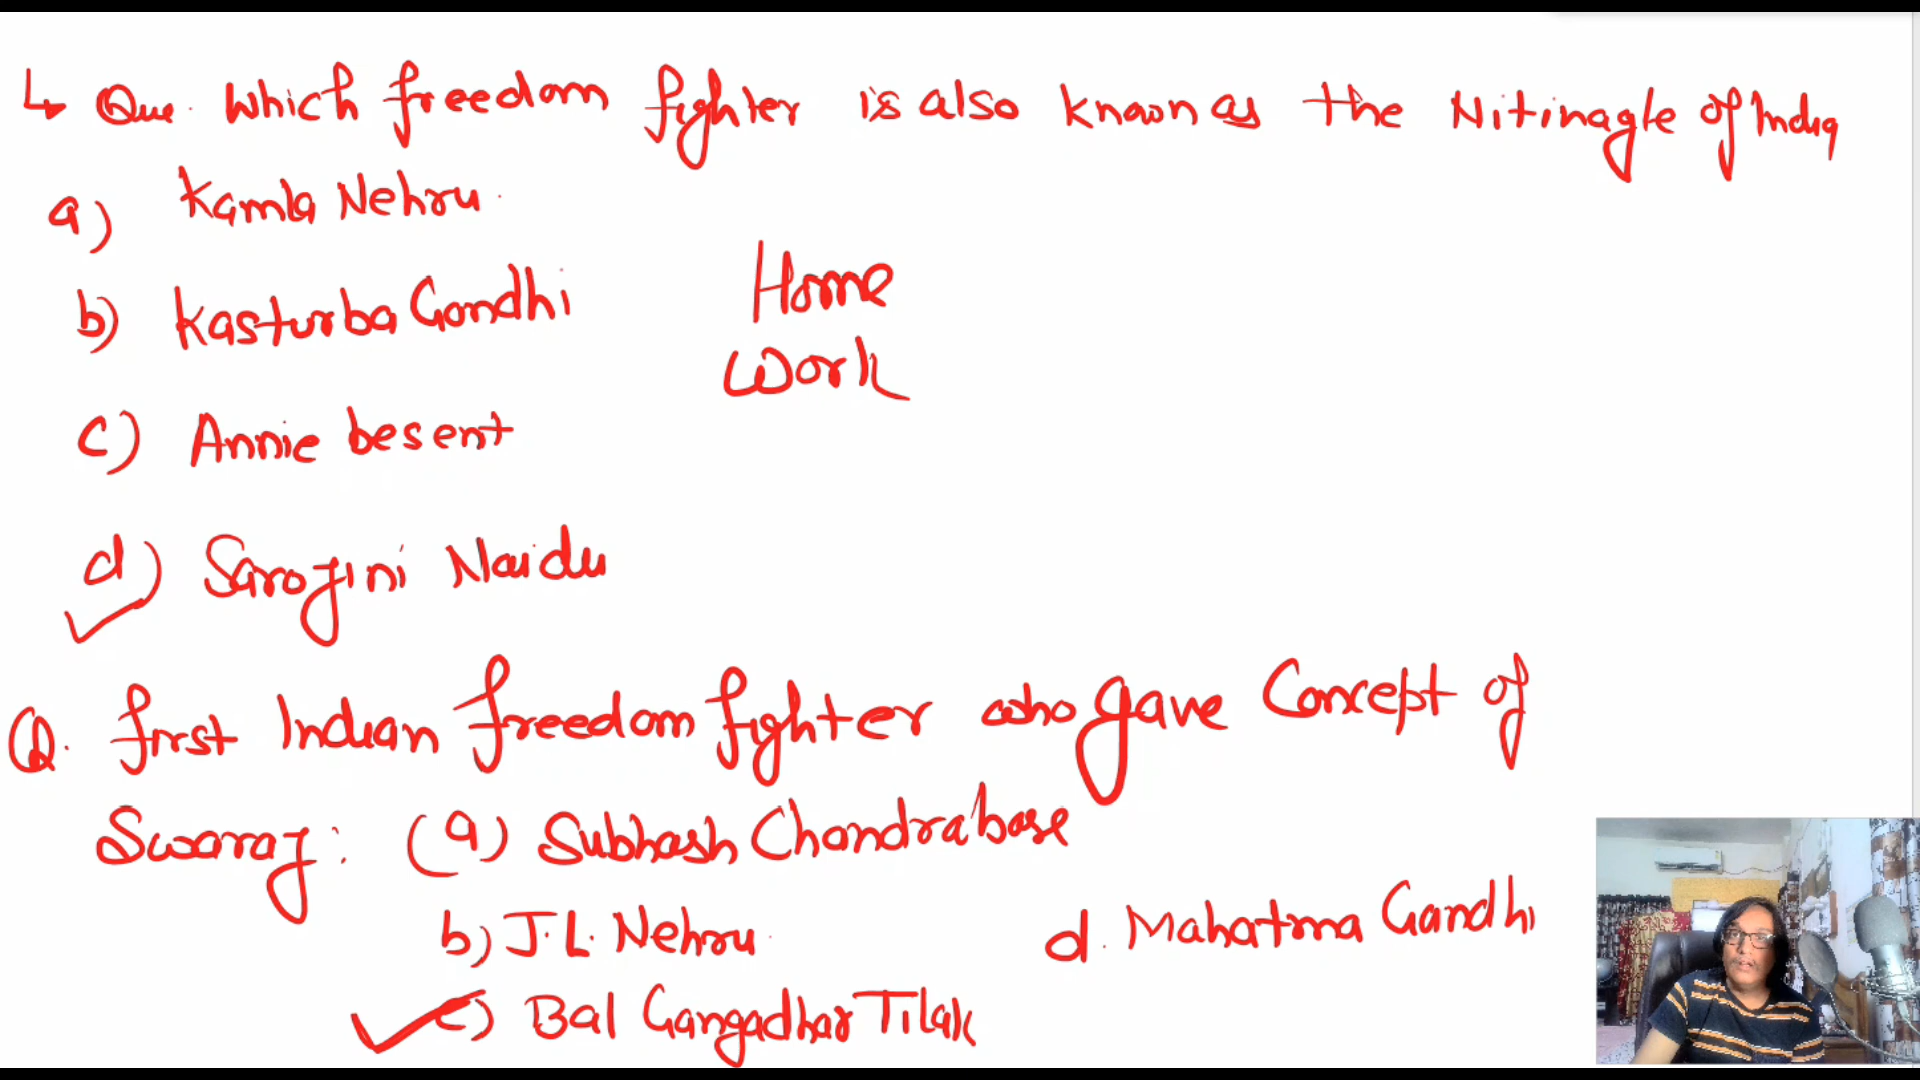 Que. Which freedom fighter is also known as the Nitinagle of India
a) Kamla Nehru
b) Kasturba Gandhi
Home
Work
c) Annie besent
d) Sarojini Naidu
Q. first Indian freedom fighter who gave Concept of
Swaraj: (a) Subhash Chandra bose
b) J.L. Nehru
d. Mahatma Gandhi
c) Bal Gangadhar Tilak